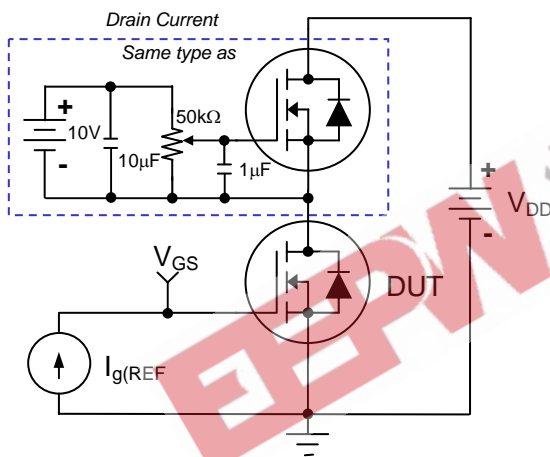 Drain Current
Same type as
+
50kΩ
10V
10μF
-
1μF
+
VDD
-
VGS
DUT
Ig(REF
EEPW